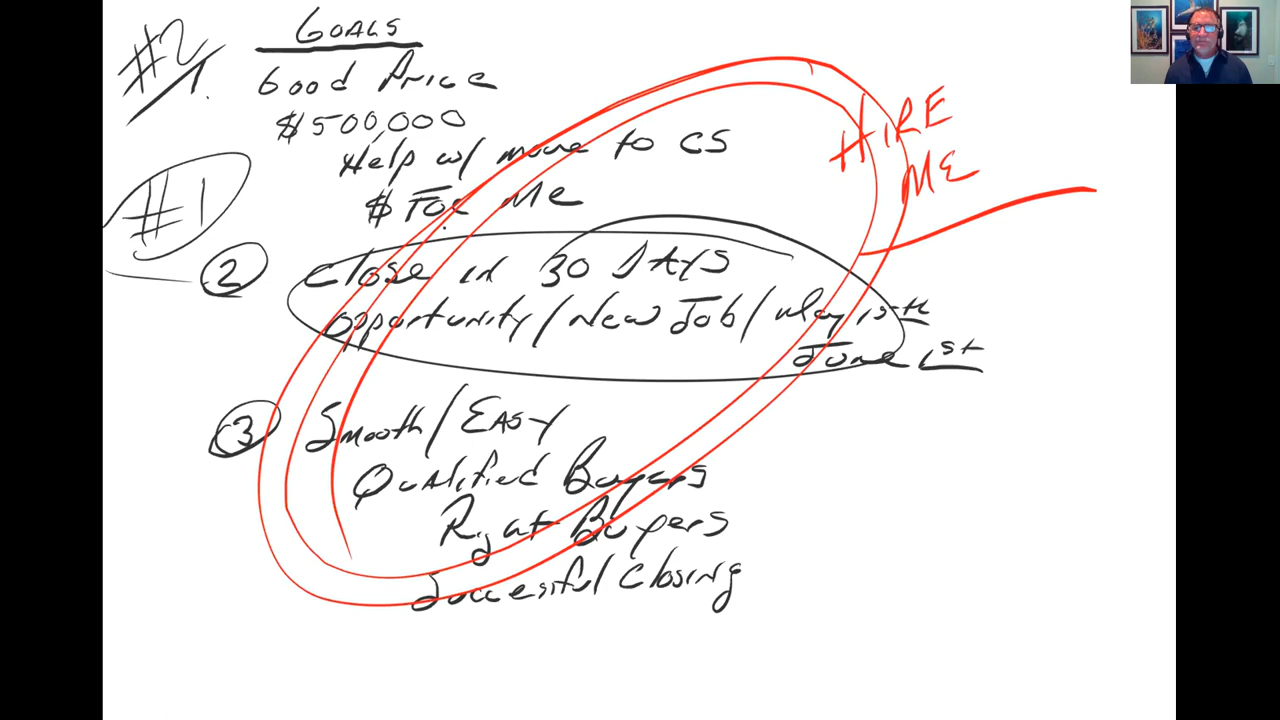 #2
GOALS
1.
Good Price
$500,000
Help w/ move to CS
$ For Me
HIRE
ME
#1
2
Close in 30 DAYS
opportunity/New Job/May 15th
June 1st
3
Smooth/EASY
Qualified Buyers
Right Buyers
Successful Closing